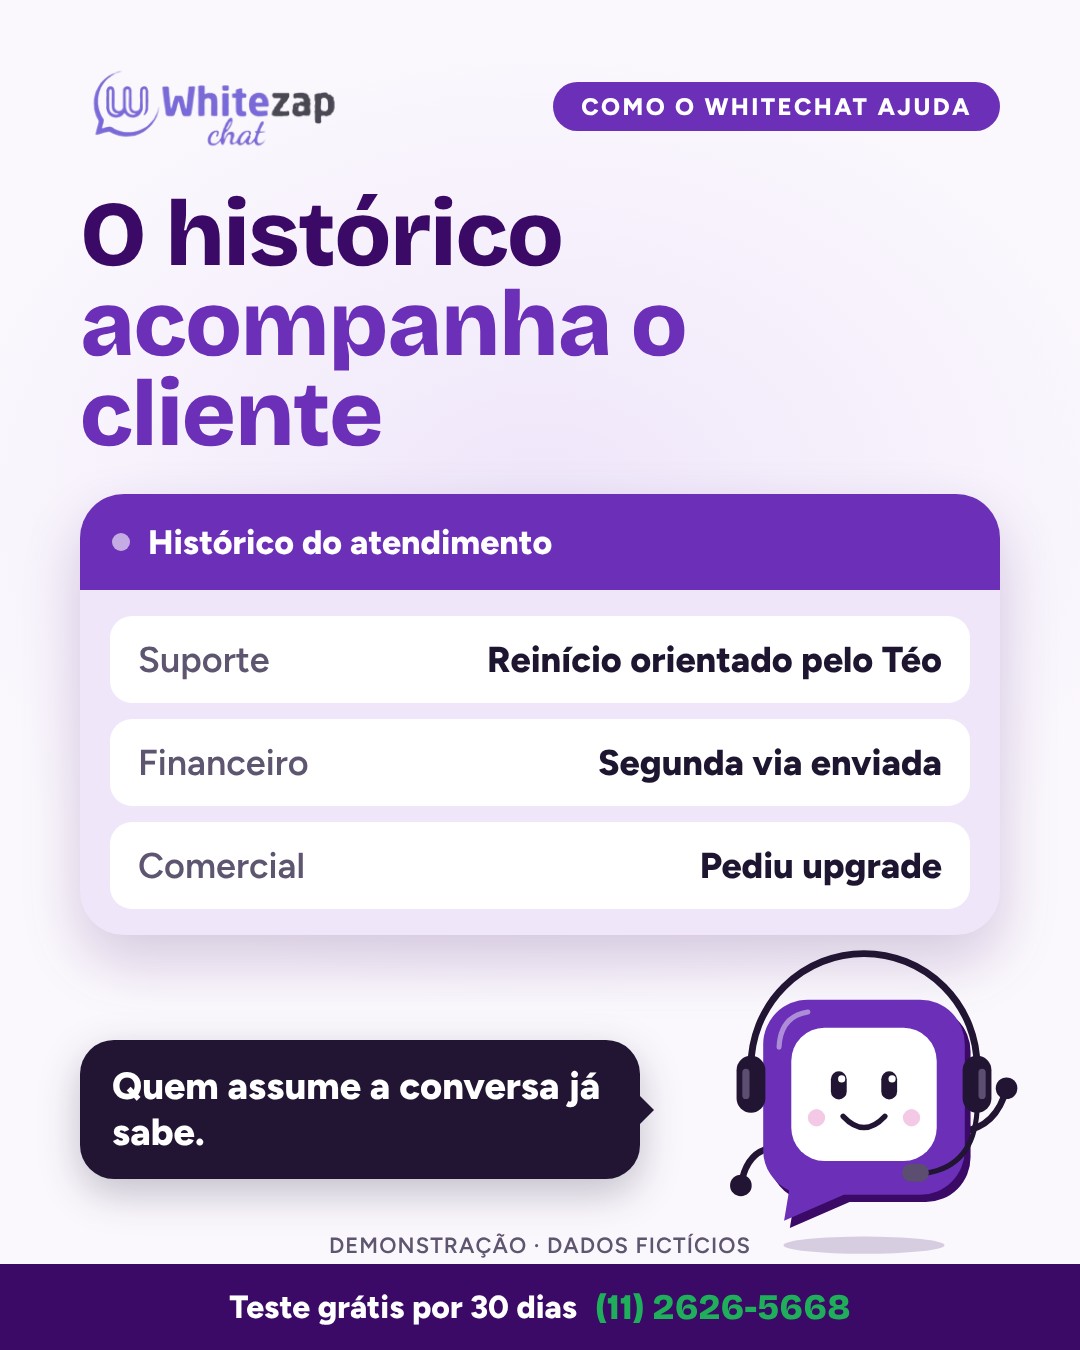 Whitezap
chat
COMO O WHITECHAT AJUDA
O histórico
acompanha o
cliente
Histórico do atendimento
Suporte Reinício orientado pelo Téo
Financeiro Segunda via enviada
Comercial Pediu upgrade
Quem assume a conversa já
sabe.
DEMONSTRAÇÃO · DADOS FICTÍCIOS
Teste grátis por 30 dias (11) 2626-5668